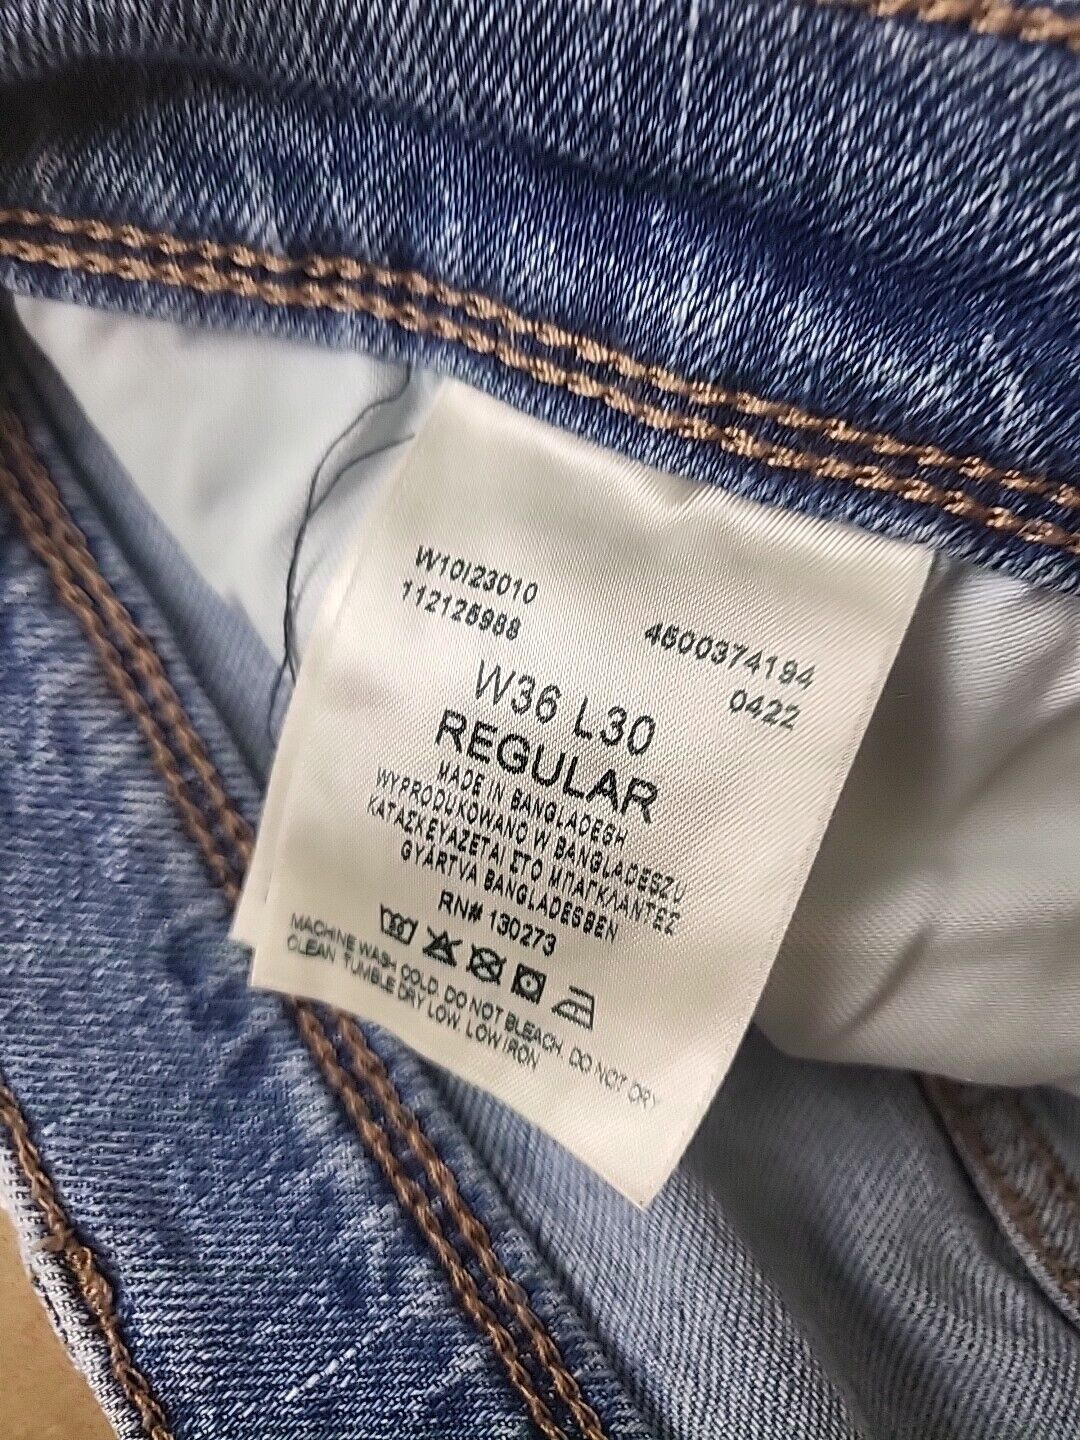 W10I23010
112125988
4500374194
0422
W36 L30
REGULAR
MADE IN BANGLADESH
WYPRODUKOWANO W BANGLADESZU
ΚΑΤΑΣΚΕΥΑΖΕΤΑΙ ΣΤΟ ΜΠΑΓΚΛΑΝΤΕΣ
GYÁRTVA BANGLADESBEN
RN# 130273
MACHINE WASH COLD. DO NOT BLEACH. DO NOT DRY
CLEAN. TUMBLE DRY LOW. LOW IRON